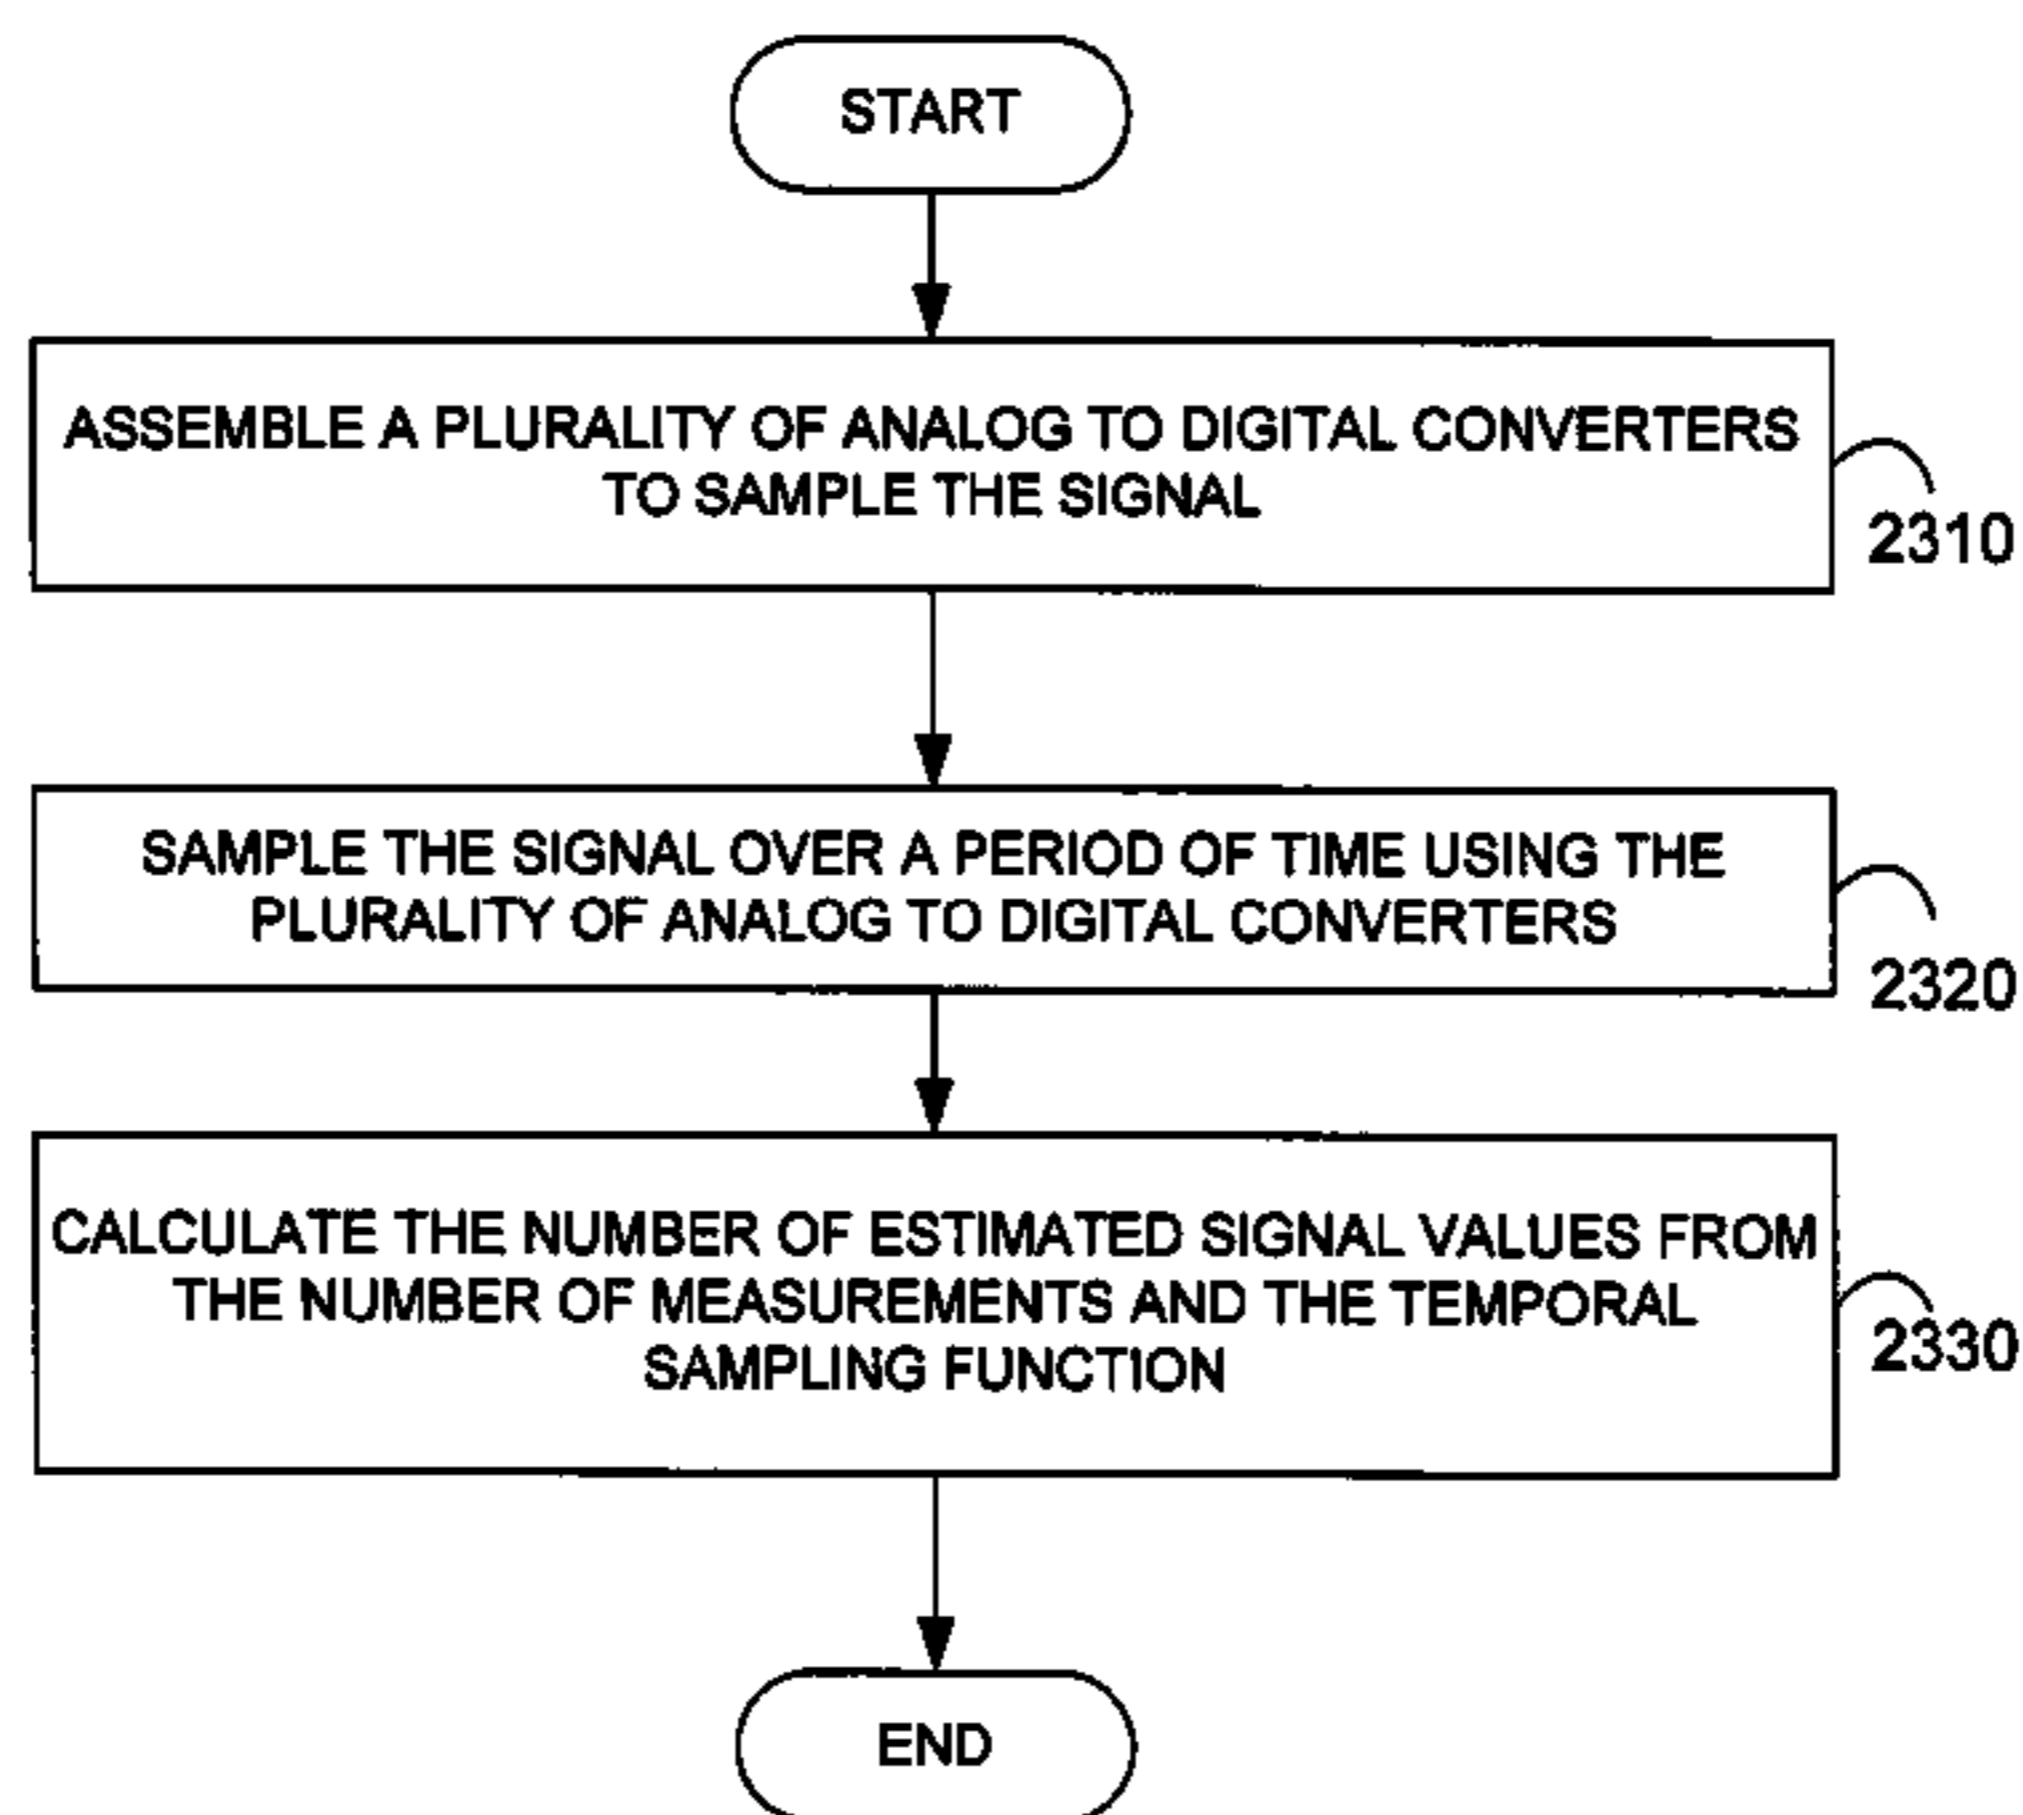 START
ASSEMBLE A PLURALITY OF ANALOG TO DIGITAL CONVERTERS
TO SAMPLE THE SIGNAL
2310
SAMPLE THE SIGNAL OVER A PERIOD OF TIME USING THE
PLURALITY OF ANALOG TO DIGITAL CONVERTERS
2320
CALCULATE THE NUMBER OF ESTIMATED SIGNAL VALUES FROM
THE NUMBER OF MEASUREMENTS AND THE TEMPORAL
SAMPLING FUNCTION
2330
END